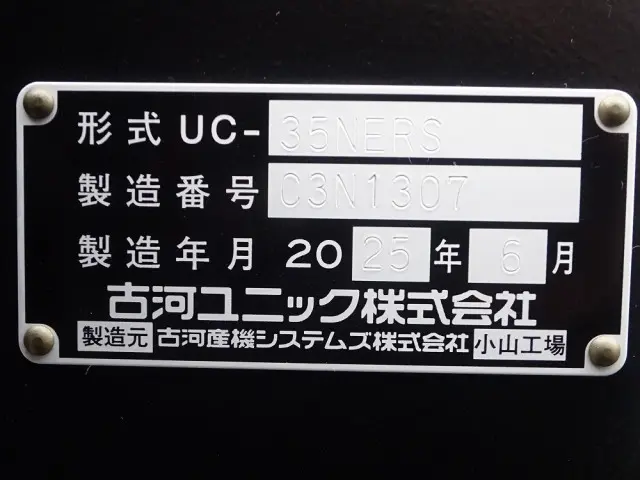 形式 UC-35NERS
製造番号 C3N1307
製造年月 2025年6月
古河ユニック株式会社
製造元 古河産機システムズ株式会社 小山工場